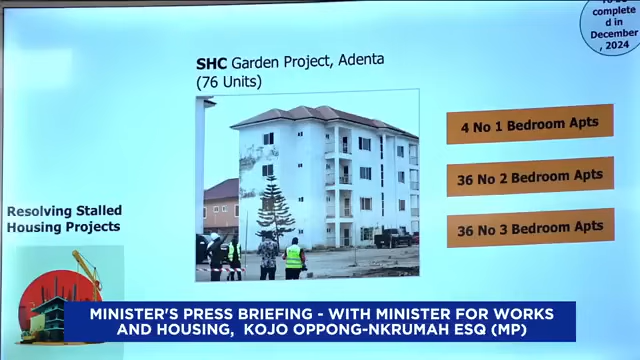 complete
d in
December
, 2024
SHC Garden Project, Adenta
(76 Units)
4 No 1 Bedroom Apts
36 No 2 Bedroom Apts
36 No 3 Bedroom Apts
Resolving Stalled
Housing Projects
MINISTER'S PRESS BRIEFING - WITH MINISTER FOR WORKS
AND HOUSING, KOJO OPPONG-NKRUMAH ESQ (MP)